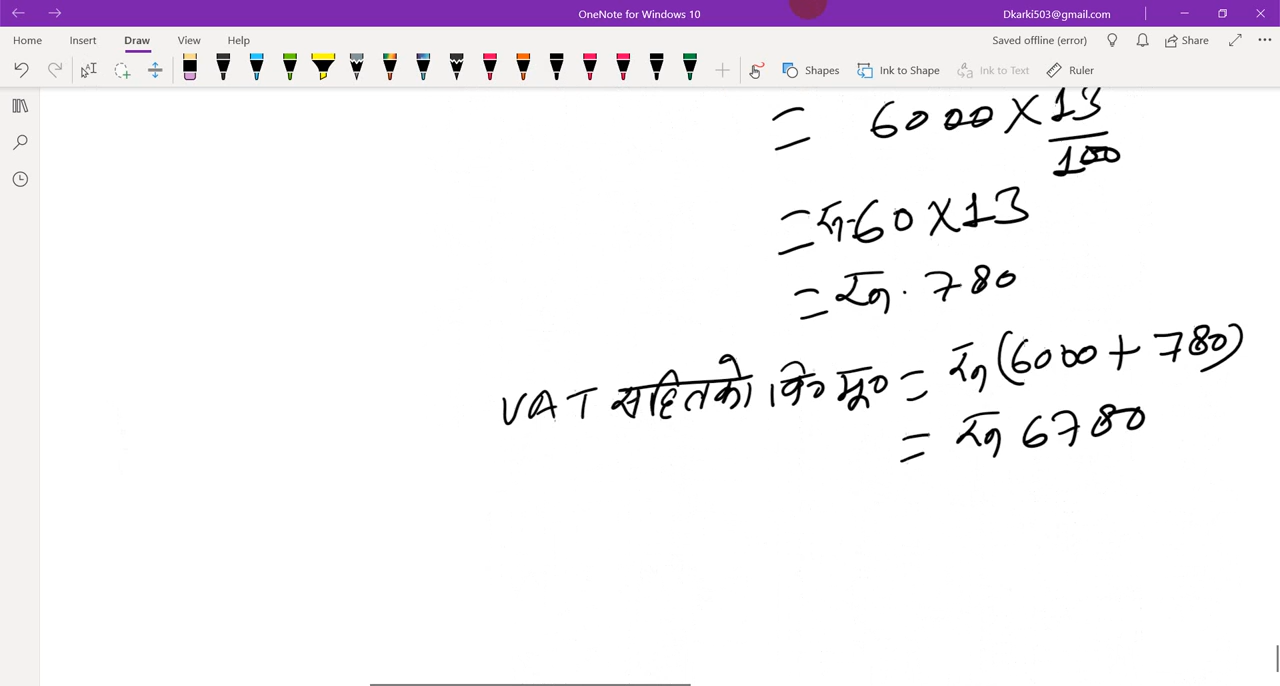 OneNote for Windows 10
Dkarki503@gmail.com
Home Insert Draw View Help
Saved offline (error) Share
Shapes Ink to Shape Ink to Text Ruler
= 6000 × 13/100
= रु. 60 × 13
= रु. 780
VAT सहितको वि० मू० = रु (6000 + 780)
= रु 6780